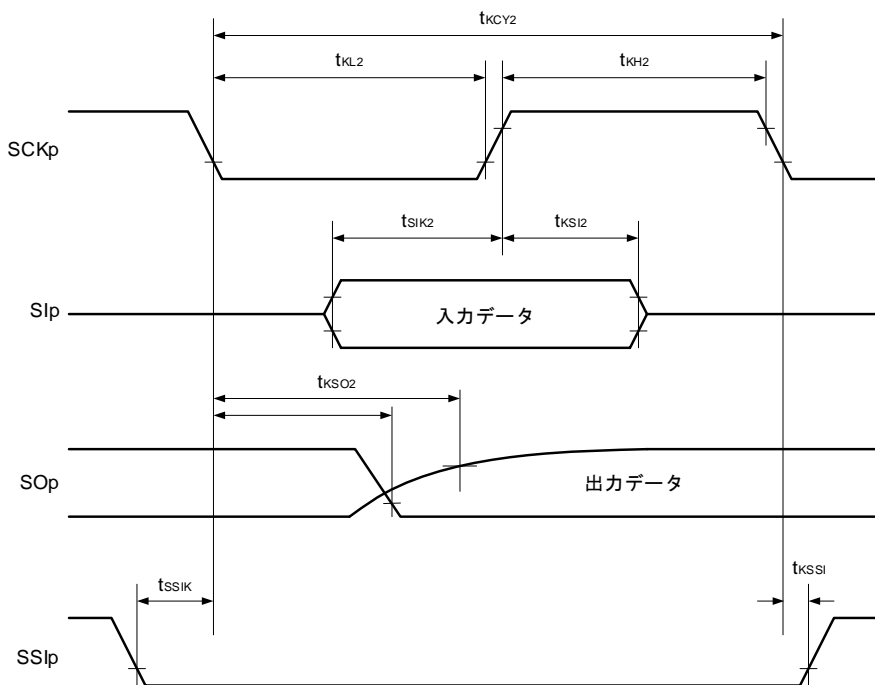 tKCY2
tKL2
tKH2
SCKp
tSIK2
tKSI2
SIp
入力データ
tKSO2
SOp
出力データ
tSSIK
tKSSI
SSIp